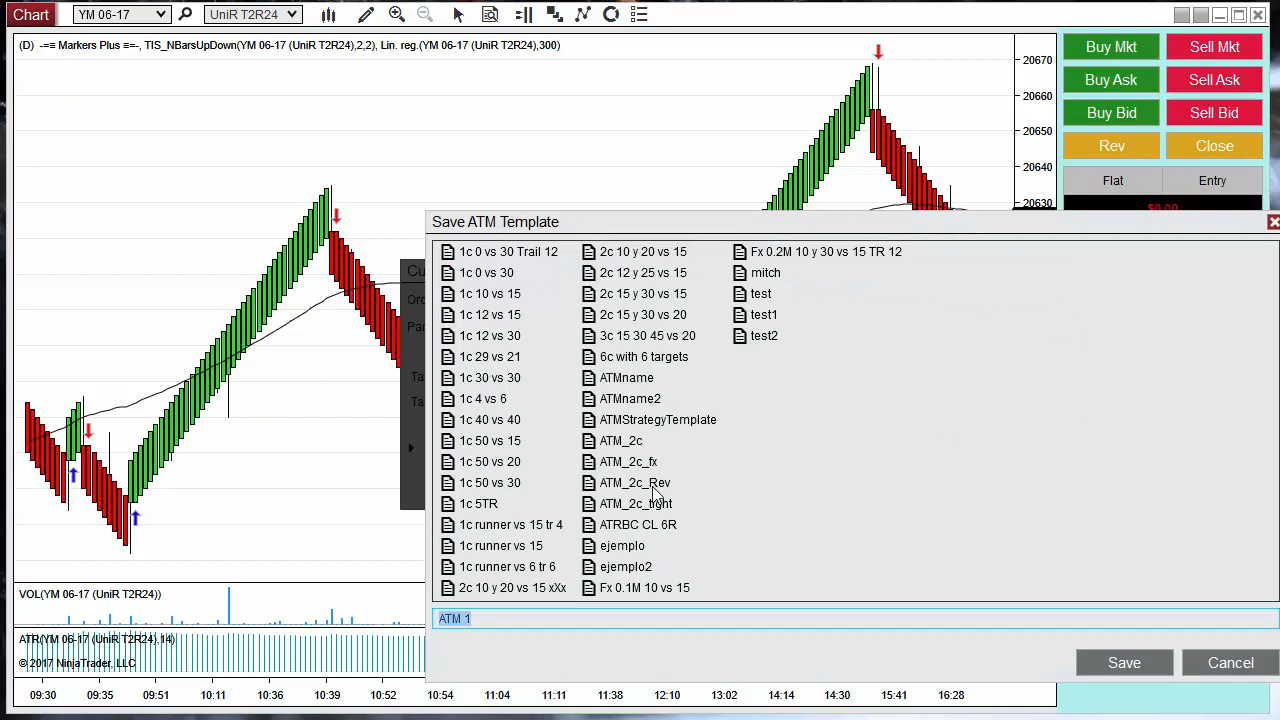 Chart
YM 06-17
UniR T2R24
(D) -=≡ Markers Plus ≡=-, TIS_NBarsUpDown(YM 06-17 (UniR T2R24),2,2), Lin. reg.(YM 06-17 (UniR T2R24),300)
20670
20660
20650
20640
20630
Buy Mkt
Sell Mkt
Buy Ask
Sell Ask
Buy Bid
Sell Bid
Rev
Close
Flat
Entry
$0.00
Save ATM Template
1c 0 vs 30 Trail 12
1c 0 vs 30
1c 10 vs 15
1c 12 vs 15
1c 12 vs 30
1c 29 vs 21
1c 30 vs 30
1c 4 vs 6
1c 40 vs 40
1c 50 vs 15
1c 50 vs 20
1c 50 vs 30
1c 5TR
1c runner vs 15 tr 4
1c runner vs 15
1c runner vs 6 tr 6
2c 10 y 20 vs 15 xXx
2c 10 y 20 vs 15
2c 12 y 25 vs 15
2c 15 y 30 vs 15
2c 15 y 30 vs 20
3c 15 30 45 vs 20
6c with 6 targets
ATMname
ATMname2
ATMStrategyTemplate
ATM_2c
ATM_2c_fx
ATM_2c_Rev
ATM_2c_tight
ATRBC CL 6R
ejemplo
ejemplo2
Fx 0.1M 10 vs 15
Fx 0.2M 10 y 30 vs 15 TR 12
mitch
test
test1
test2
ATM 1
Save
Cancel
Cu
Ord
Par
Ta
Ta
VOL(YM 06-17 (UniR T2R24))
ATR(YM 06-17 (UniR T2R24),14)
© 2017 NinjaTrader, LLC
09:30 09:35 09:51 10:11 10:36 10:39 10:52 10:54 11:04 11:11 11:38 12:10 13:02 14:14 14:30 15:41 16:28